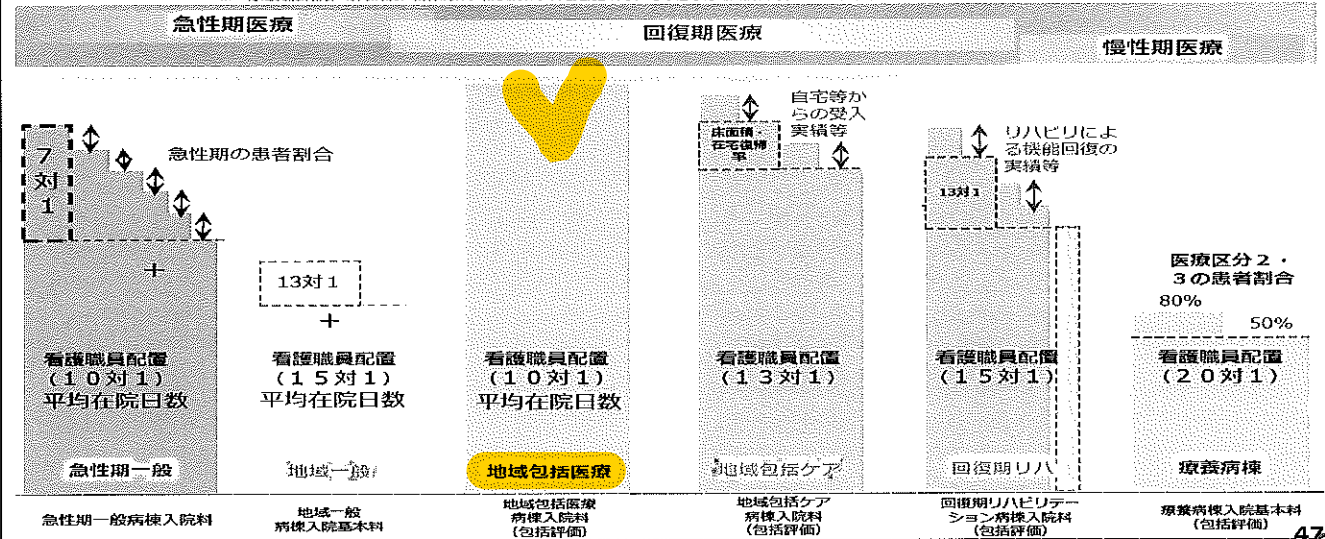 急性期医療
回復期医療
慢性期医療
7
対
1
急性期の患者割合
自宅等か
らの受入
実績等
床面積・
在宅復帰
率
リハビリによ
る機能回復の
実績等
13対1
13対1
医療区分2・
3の患者割合
80%
50%
+
+
看護職員配置
(10対1)
平均在院日数
看護職員配置
(15対1)
平均在院日数
看護職員配置
(10対1)
平均在院日数
看護職員配置
(13対1)
看護職員配置
(15対1)
看護職員配置
(20対1)
急性期一般
地域一般
地域包括医療
地域包括ケア
回復期リハ
療養病棟
急性期一般病棟入院料
地域一般
病棟入院基本料
地域包括医療
病棟入院料
(包括評価)
地域包括ケア
病棟入院料
(包括評価)
回復期リハビリテー
ション病棟入院料
(包括評価)
療養病棟入院基本料
(包括評価)
47